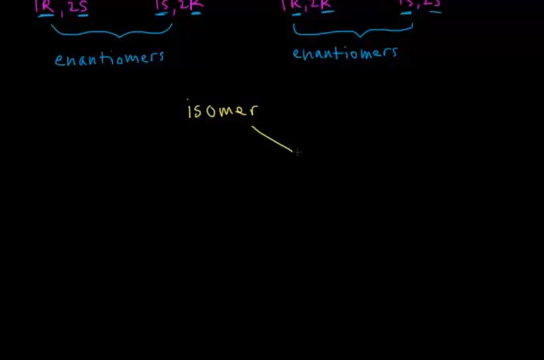 1R, 2S 1S, 2R 1R, 2R 1S, 2S
enantiomers enantiomers
isomer